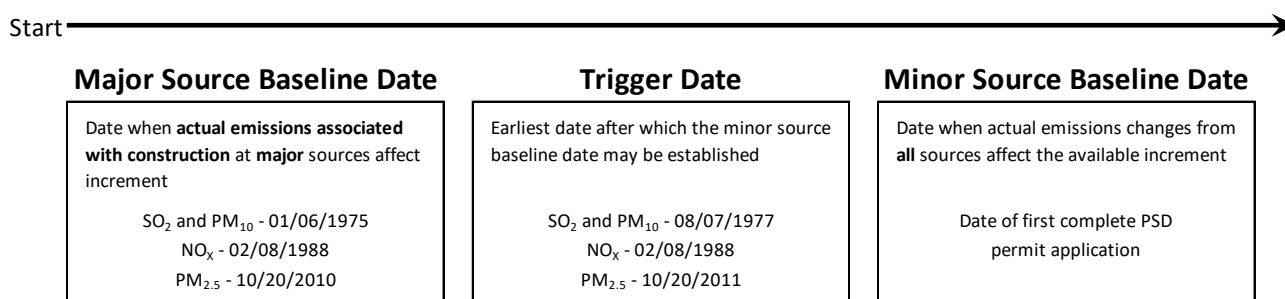 Start
Major Source Baseline Date
Date when actual emissions associated
with construction at major sources affect
increment
SO₂ and PM₁₀ - 01/06/1975
NOₓ - 02/08/1988
PM₂.₅ - 10/20/2010
Trigger Date
Earliest date after which the minor source
baseline date may be established
SO₂ and PM₁₀ - 08/07/1977
NOₓ - 02/08/1988
PM₂.₅ - 10/20/2011
Minor Source Baseline Date
Date when actual emissions changes from
all sources affect the available increment
Date of first complete PSD
permit application